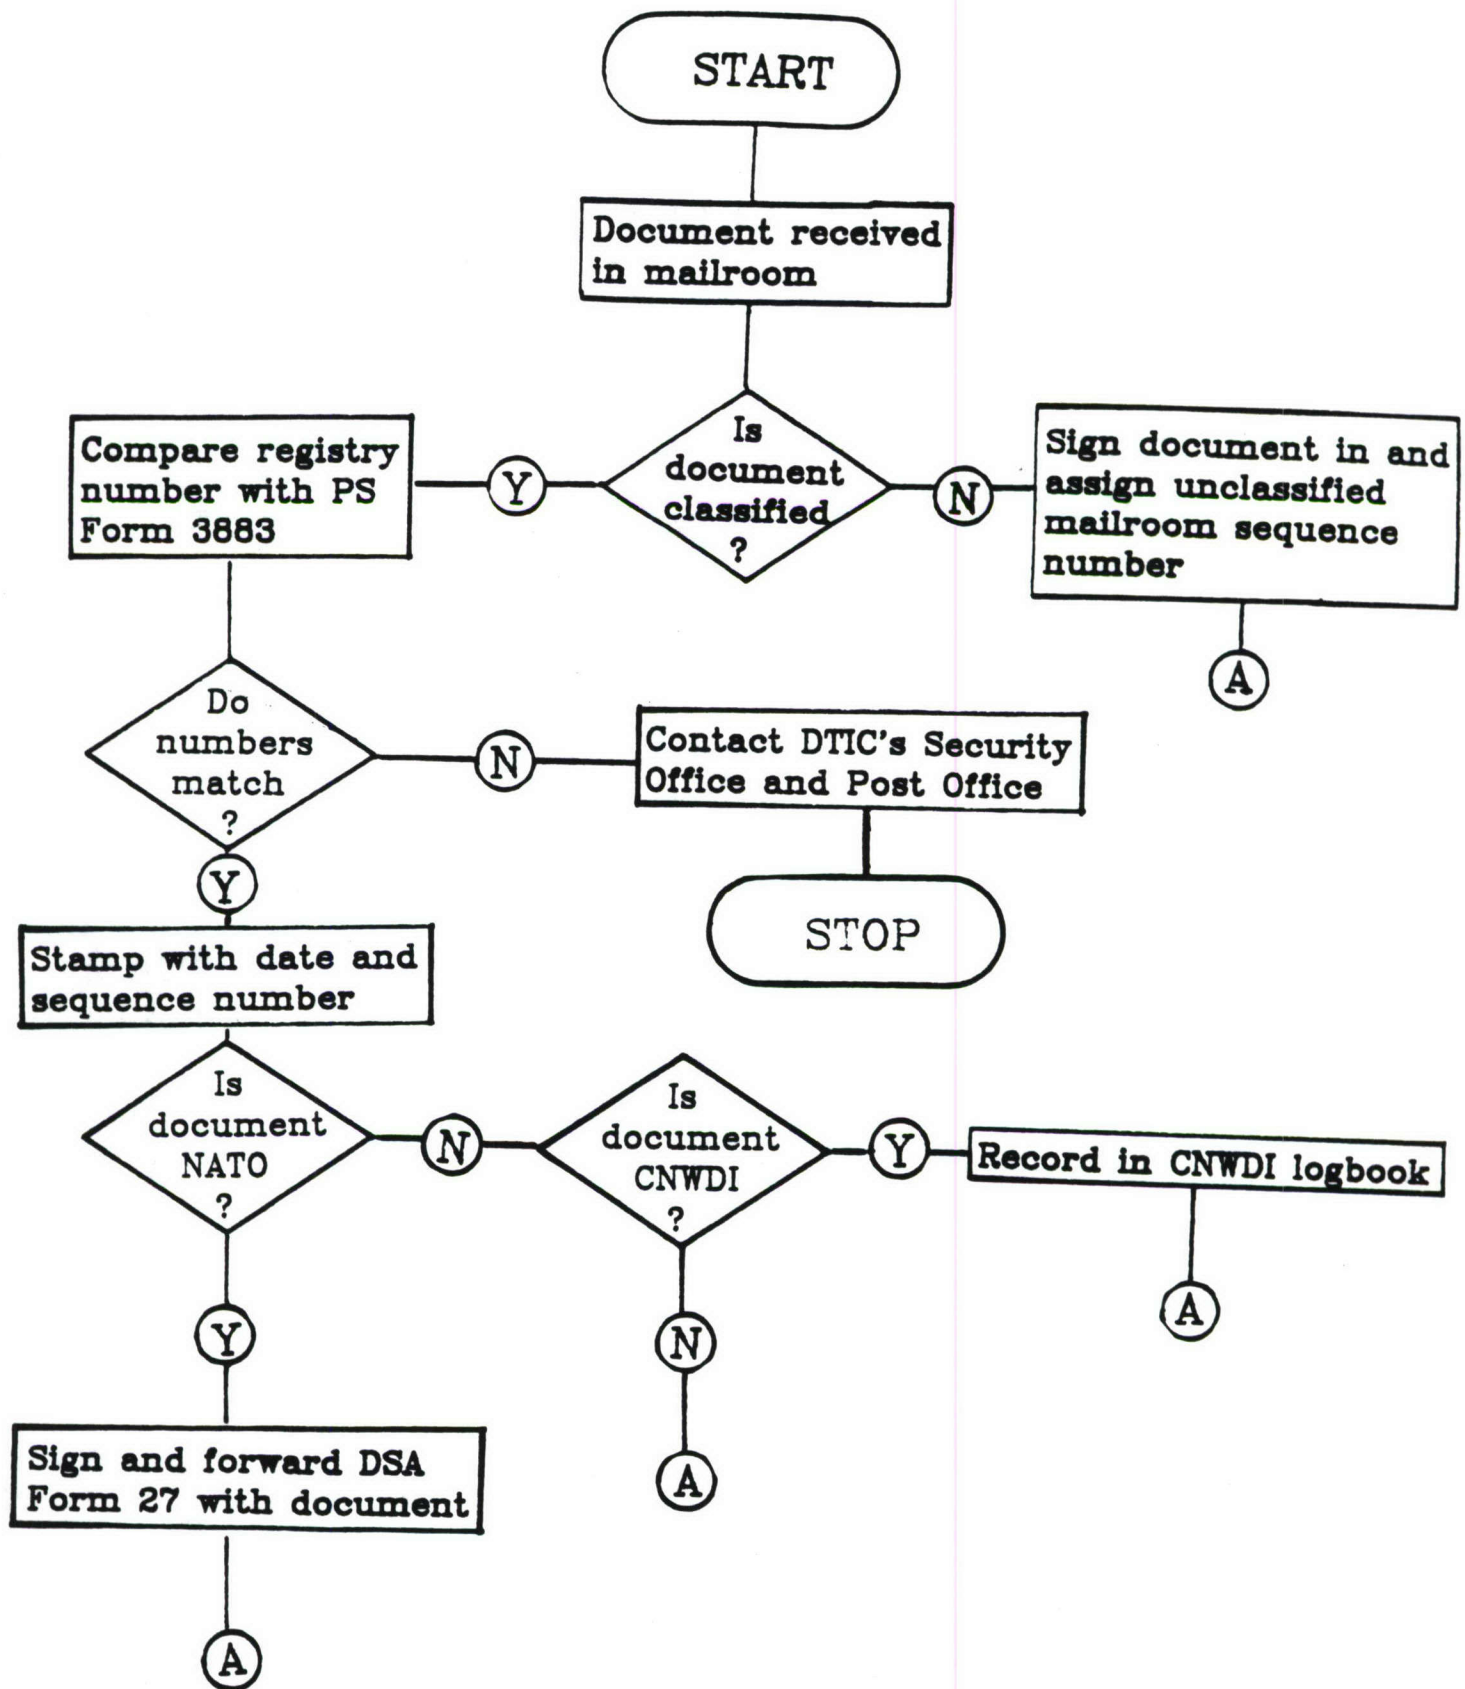 START
Document received
in mailroom
Is
document
classified
?
Y
N
Compare registry
number with PS
Form 3883
Sign document in and
assign unclassified
mailroom sequence
number
A
Do
numbers
match
?
N
Contact DTIC's Security
Office and Post Office
STOP
Y
Stamp with date and
sequence number
Is
document
NATO
?
N
Is
document
CNWDI
?
Y
Record in CNWDI logbook
A
Y
N
A
Sign and forward DSA
Form 27 with document
A